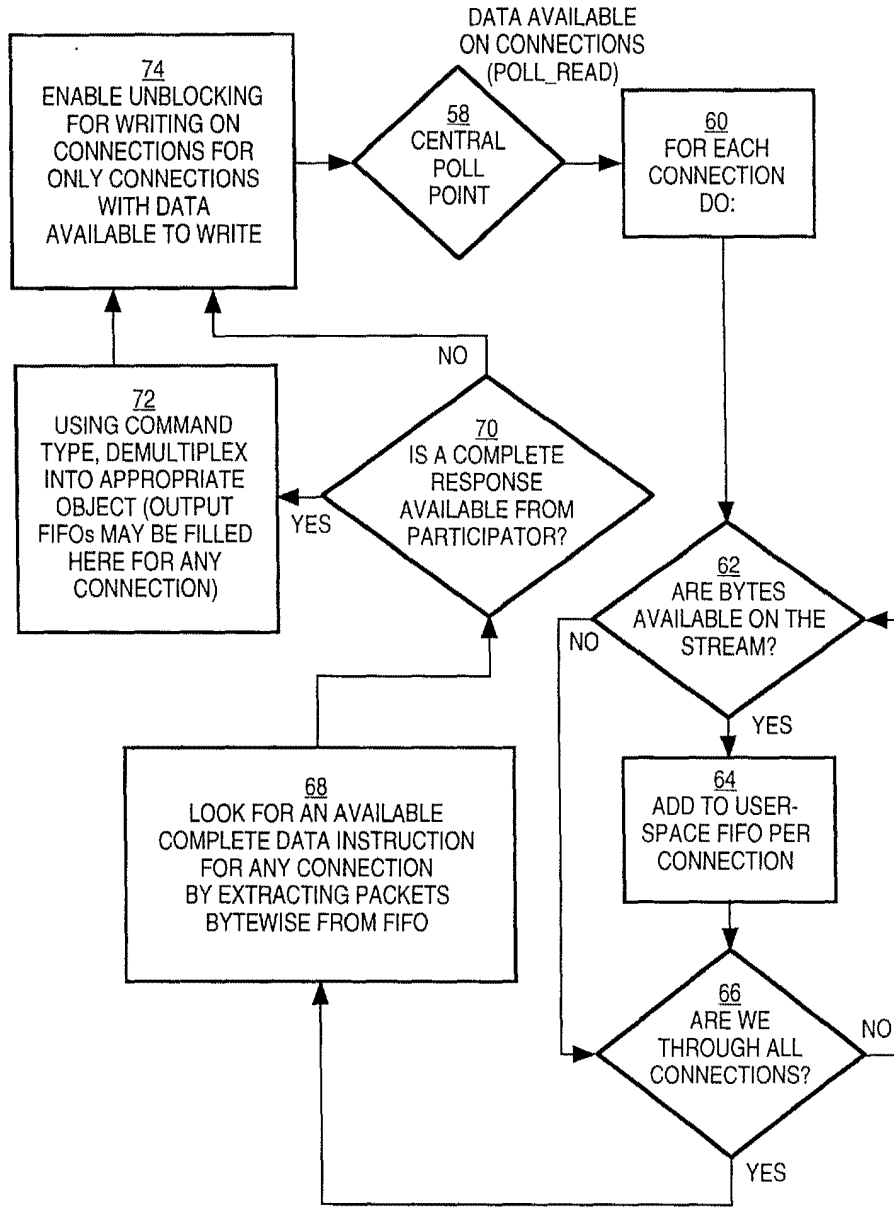 DATA AVAILABLE
ON CONNECTIONS
(POLL_READ)
74
ENABLE UNBLOCKING
FOR WRITING ON
CONNECTIONS FOR
ONLY CONNECTIONS
WITH DATA
AVAILABLE TO WRITE
58
CENTRAL
POLL
POINT
60
FOR EACH
CONNECTION
DO:
NO
72
USING COMMAND
TYPE, DEMULTIPLEX
INTO APPROPRIATE
OBJECT (OUTPUT
FIFOs MAY BE FILLED
HERE FOR ANY
CONNECTION)
YES
70
IS A COMPLETE
RESPONSE
AVAILABLE FROM
PARTICIPATOR?
62
ARE BYTES
AVAILABLE ON THE
STREAM?
NO
YES
64
ADD TO USER-
SPACE FIFO PER
CONNECTION
68
LOOK FOR AN AVAILABLE
COMPLETE DATA INSTRUCTION
FOR ANY CONNECTION
BY EXTRACTING PACKETS
BYTEWISE FROM FIFO
66
ARE WE
THROUGH ALL
CONNECTIONS?
NO
YES